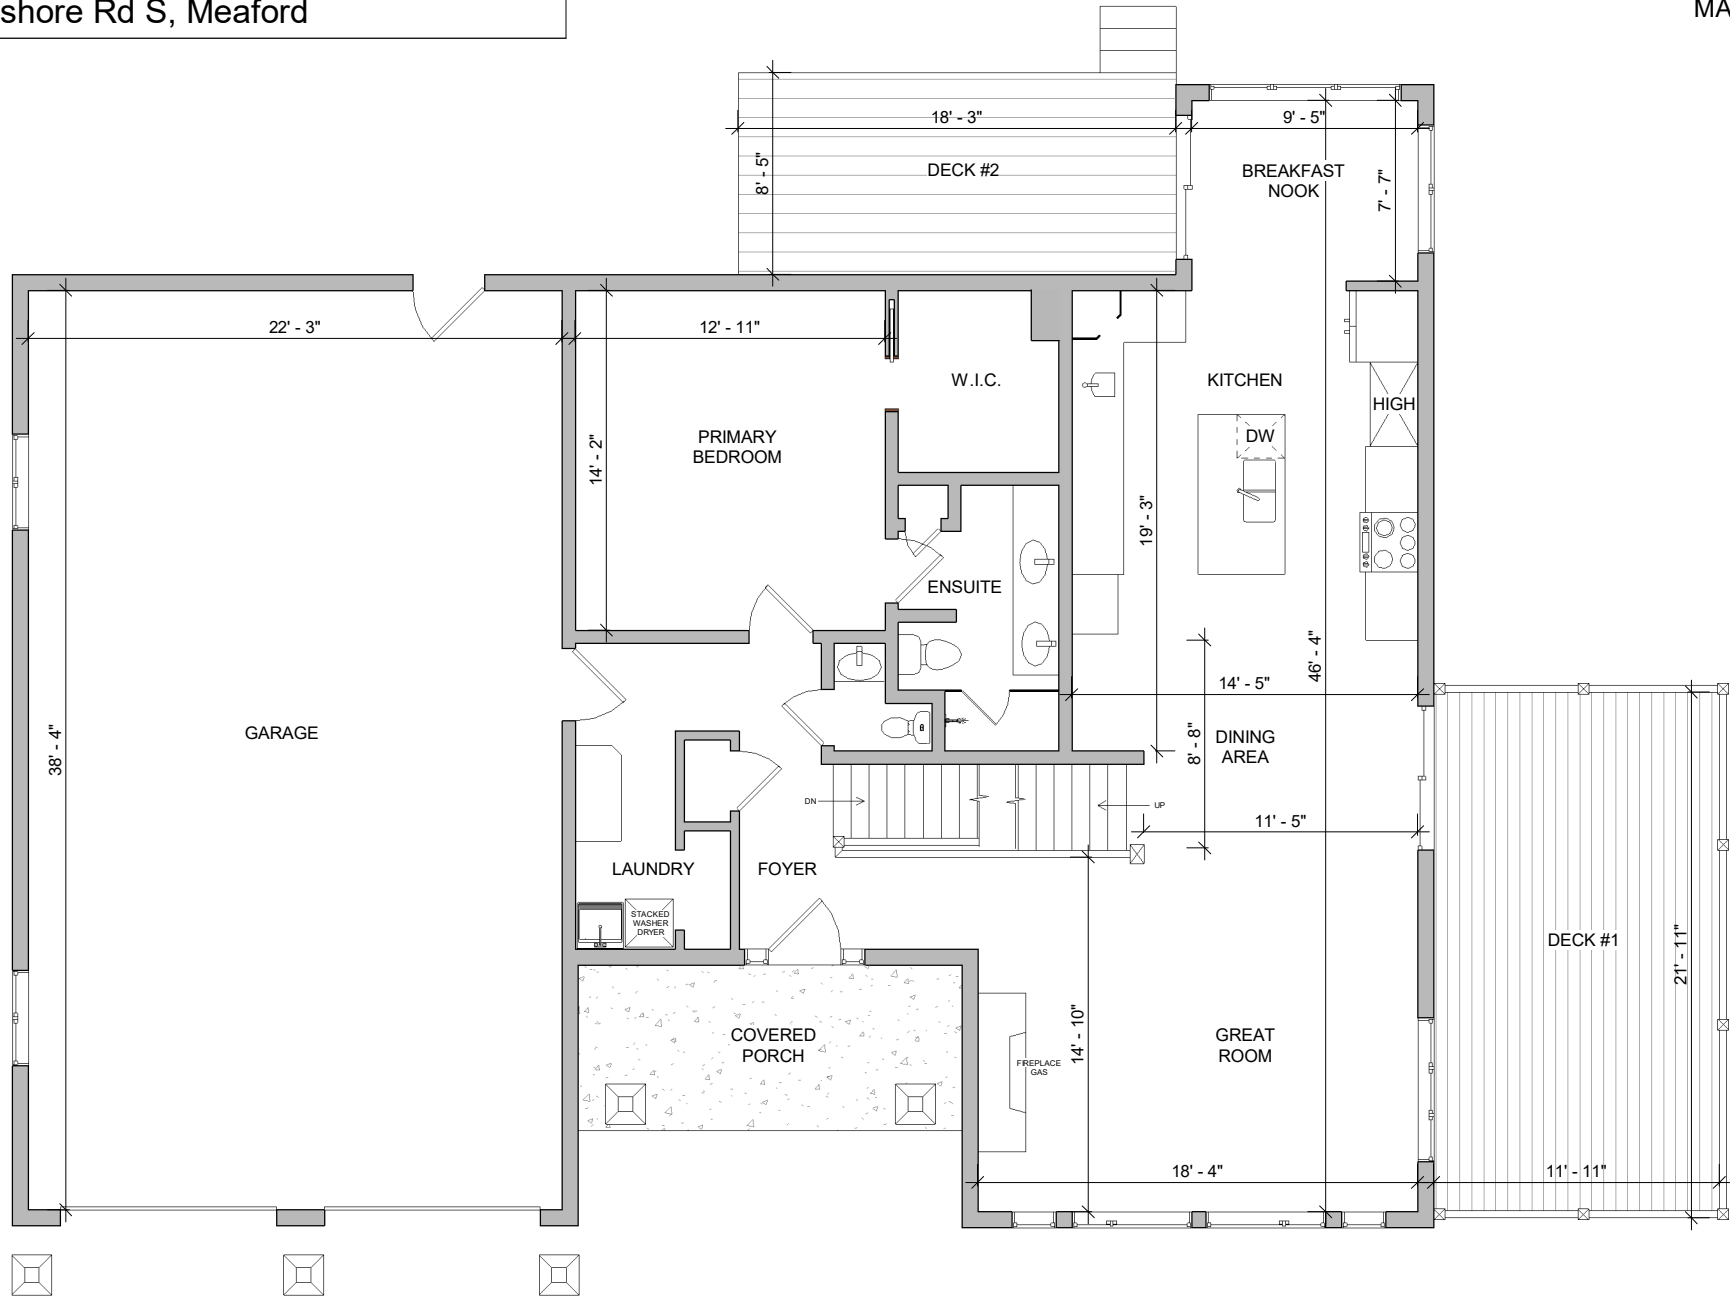 shore Rd S, Meaford
MA
18' - 3"
9' - 5"
8' - 5"
DECK #2
BREAKFAST
NOOK
7' - 7"
22' - 3"
12' - 11"
W.I.C.
KITCHEN
HIGH
DW
PRIMARY
BEDROOM
14' - 2"
19' - 3"
ENSUITE
46' - 4"
14' - 5"
GARAGE
38' - 4"
8' - 8"
DINING
AREA
DN
UP
11' - 5"
LAUNDRY
FOYER
STACKED
WASHER
DRYER
DECK #1
21' - 11"
COVERED
PORCH
14' - 10"
GREAT
ROOM
FIREPLACE
GAS
18' - 4"
11' - 11"